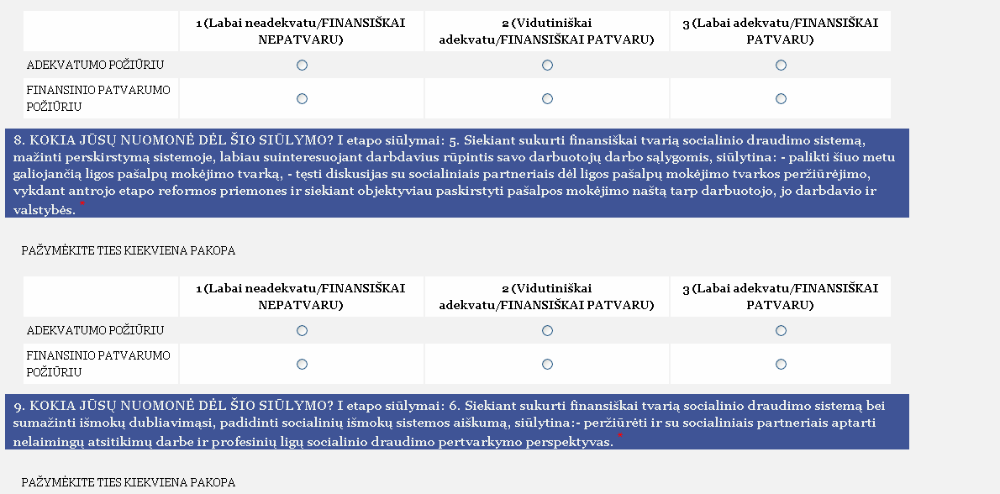 1 (Labai neadekvatu/FINANSIŠKAI NEPATVARU)
2 (Vidutiniškai adekvatu/FINANSIŠKAI PATVARU)
3 (Labai adekvatu/FINANSIŠKAI PATVARU)
ADEKVATUMO POŽIŪRIU
FINANSINIO PATVARUMO
POŽIŪRIU
8. KOKIA JŪSŲ NUOMONĖ DĖL ŠIO SIŪLYMO? I etapo siūlymai: 5. Siekiant sukurti finansiškai tvarią socialinio draudimo sistemą,
mažinti perskirstymą sistemoje, labiau suinteresuojant darbdavius rūpintis savo darbuotojų darbo sąlygomis, siūlytina: - palikti šiuo metu
galiojančią ligos pašalpų mokėjimo tvarką, - tęsti diskusijas su socialiniais partneriais dėl ligos pašalpų mokėjimo tvarkos peržiūrėjimo,
vykdant antrojo etapo reformos priemones ir siekiant objektyviau paskirstyti pašalpos mokėjimo naštą tarp darbuotojo, jo darbdavio ir
valstybės. *
PAŽYMĖKITE TIES KIEKVIENA PAKOPA
1 (Labai neadekvatu/FINANSIŠKAI NEPATVARU)
2 (Vidutiniškai adekvatu/FINANSIŠKAI PATVARU)
3 (Labai adekvatu/FINANSIŠKAI PATVARU)
ADEKVATUMO POŽIŪRIU
FINANSINIO PATVARUMO
POŽIŪRIU
9. KOKIA JŪSŲ NUOMONĖ DĖL ŠIO SIŪLYMO? I etapo siūlymai: 6. Siekiant sukurti finansiškai tvarią socialinio draudimo sistemą bei
sumažinti išmokų dubliavimąsi, padidinti socialinių išmokų sistemos aiškumą, siūlytina:- peržiūrėti ir su socialiniais partneriais aptarti
nelaimingų atsitikimų darbe ir profesinių ligų socialinio draudimo pertvarkymo perspektyvas. *
PAŽYMĖKITE TIES KIEKVIENA PAKOPA